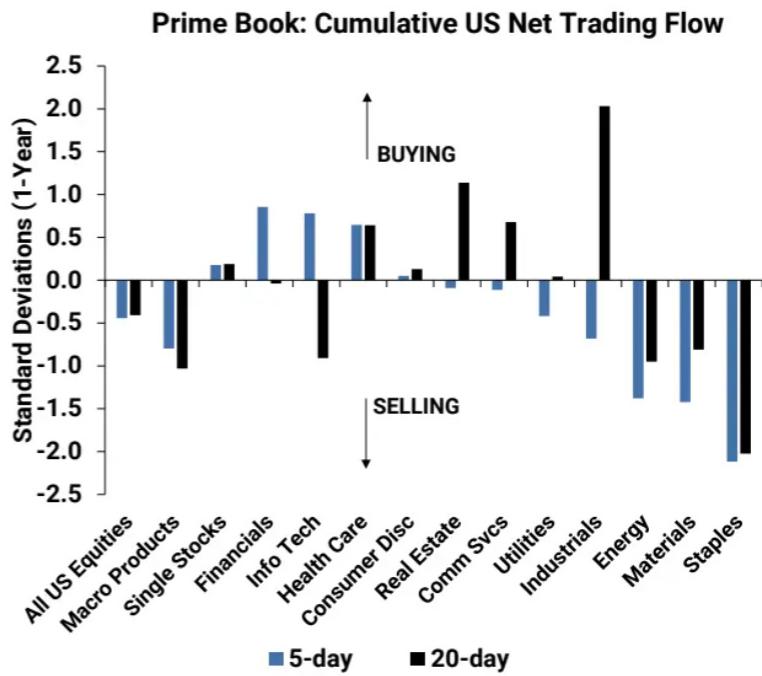 Prime Book: Cumulative US Net Trading Flow
Standard Deviations (1-Year)
2.5
2.0
1.5
1.0
0.5
0.0
-0.5
-1.0
-1.5
-2.0
-2.5
BUYING
SELLING
All US Equities
Macro Products
Single Stocks
Financials
Info Tech
Health Care
Consumer Disc
Real Estate
Comm Svcs
Utilities
Industrials
Energy
Materials
Staples
5-day
20-day